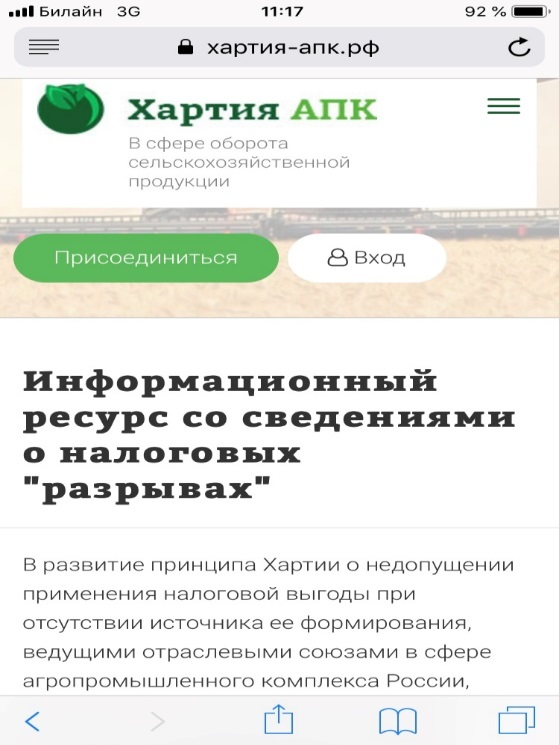 Билайн 3G 11:17 92 %
хартия-апк.рф
Хартия АПК
В сфере оборота
сельскохозяйственной
продукции
Присоединиться Вход
Информационный
ресурс со сведениями
о налоговых
"разрывах"
В развитие принципа Хартии о недопущении
применения налоговой выгоды при
отсутствии источника ее формирования,
ведущими отраслевыми союзами в сфере
агропромышленного комплекса России,